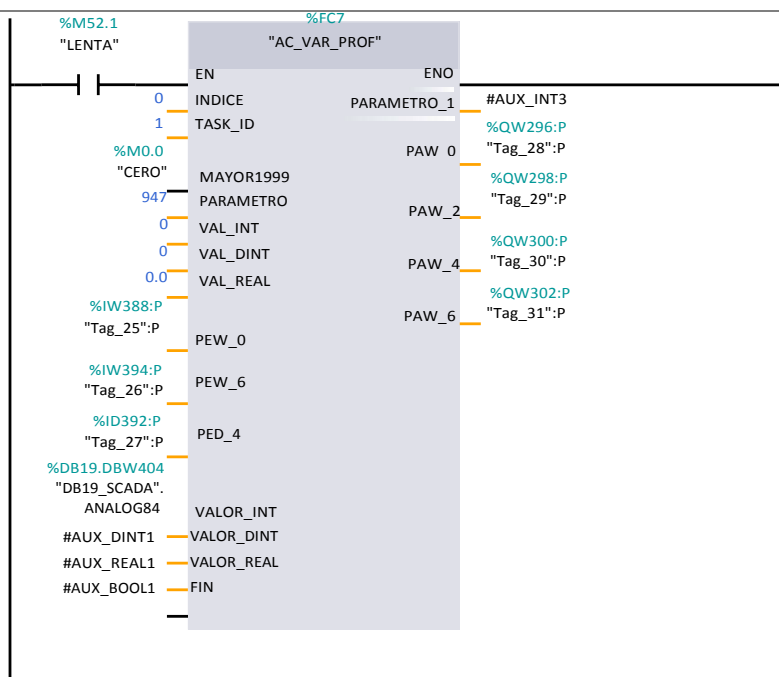 %M52.1
"LENTA"
%FC7
"AC_VAR_PROF"
EN
ENO
0
INDICE
PARAMETRO_1
#AUX_INT3
1
TASK_ID
%QW296:P
"Tag_28":P
PAW_0
%M0.0
"CERO"
MAYOR1999
%QW298:P
"Tag_29":P
947
PARAMETRO
PAW_2
0
VAL_INT
%QW300:P
"Tag_30":P
0
VAL_DINT
PAW_4
0.0
VAL_REAL
%QW302:P
"Tag_31":P
PAW_6
%IW388:P
"Tag_25":P
PEW_0
%IW394:P
"Tag_26":P
PEW_6
%ID392:P
"Tag_27":P
PED_4
%DB19.DBW404
"DB19_SCADA".
ANALOG84
VALOR_INT
#AUX_DINT1
VALOR_DINT
#AUX_REAL1
VALOR_REAL
#AUX_BOOL1
FIN